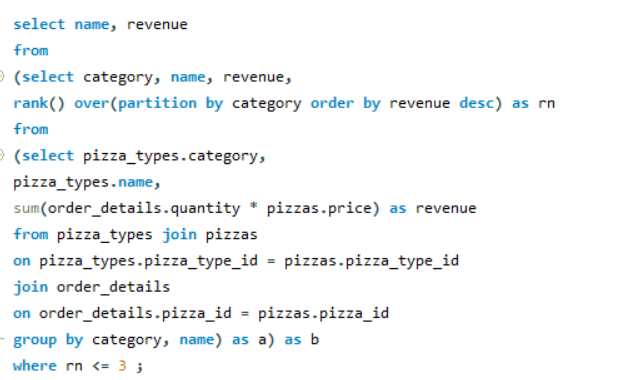 select name, revenue
from
(select category, name, revenue,
rank() over(partition by category order by revenue desc) as rn
from
(select pizza_types.category,
pizza_types.name,
sum(order_details.quantity * pizzas.price) as revenue
from pizza_types join pizzas
on pizza_types.pizza_type_id = pizzas.pizza_type_id
join order_details
on order_details.pizza_id = pizzas.pizza_id
group by category, name) as a) as b
where rn <= 3 ;